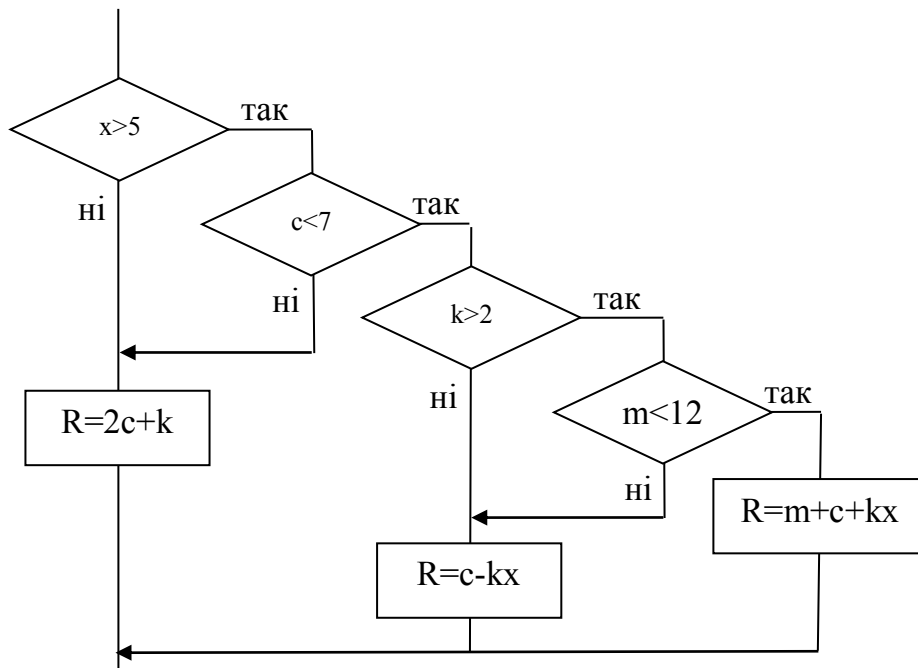 x>5
так
ні
c<7
так
ні
k>2
так
ні
m<12
так
ні
R=2c+k
R=m+c+kx
R=c-kx